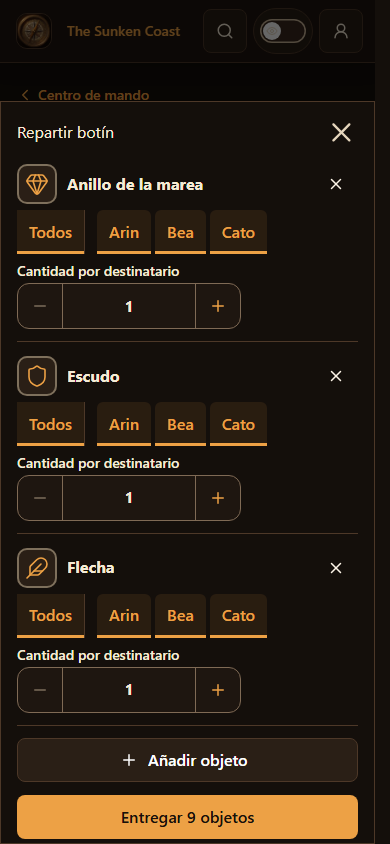 The Sunken Coast
Centro de mando
Repartir botín
Anillo de la marea
Todos Arin Bea Cato
Cantidad por destinatario
1
Escudo
Todos Arin Bea Cato
Cantidad por destinatario
1
Flecha
Todos Arin Bea Cato
Cantidad por destinatario
1
Añadir objeto
Entregar 9 objetos